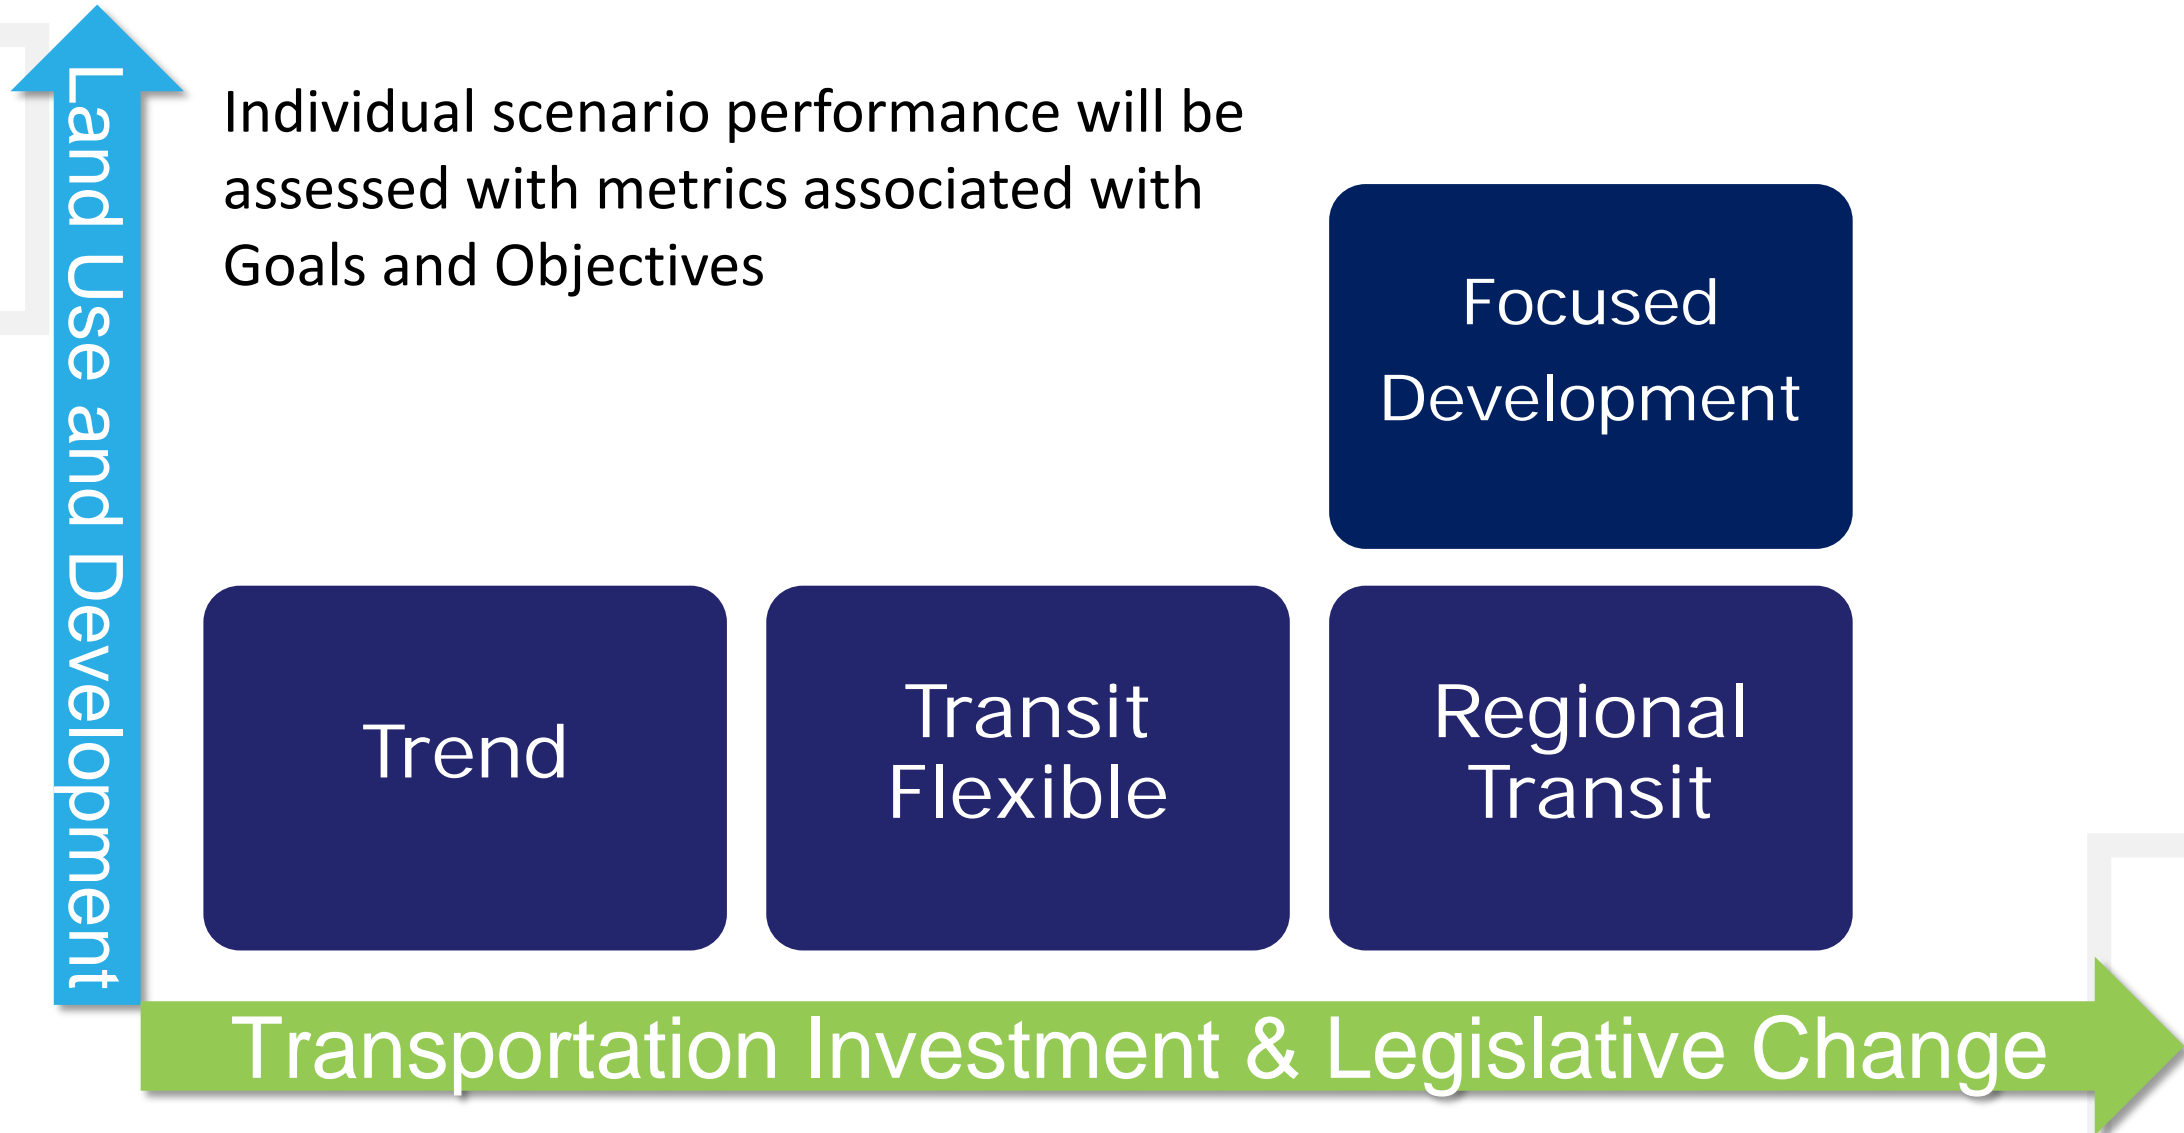 Land Use and Development
Individual scenario performance will be
assessed with metrics associated with
Goals and Objectives
Focused
Development
Trend
Transit
Flexible
Regional
Transit
Transportation Investment & Legislative Change